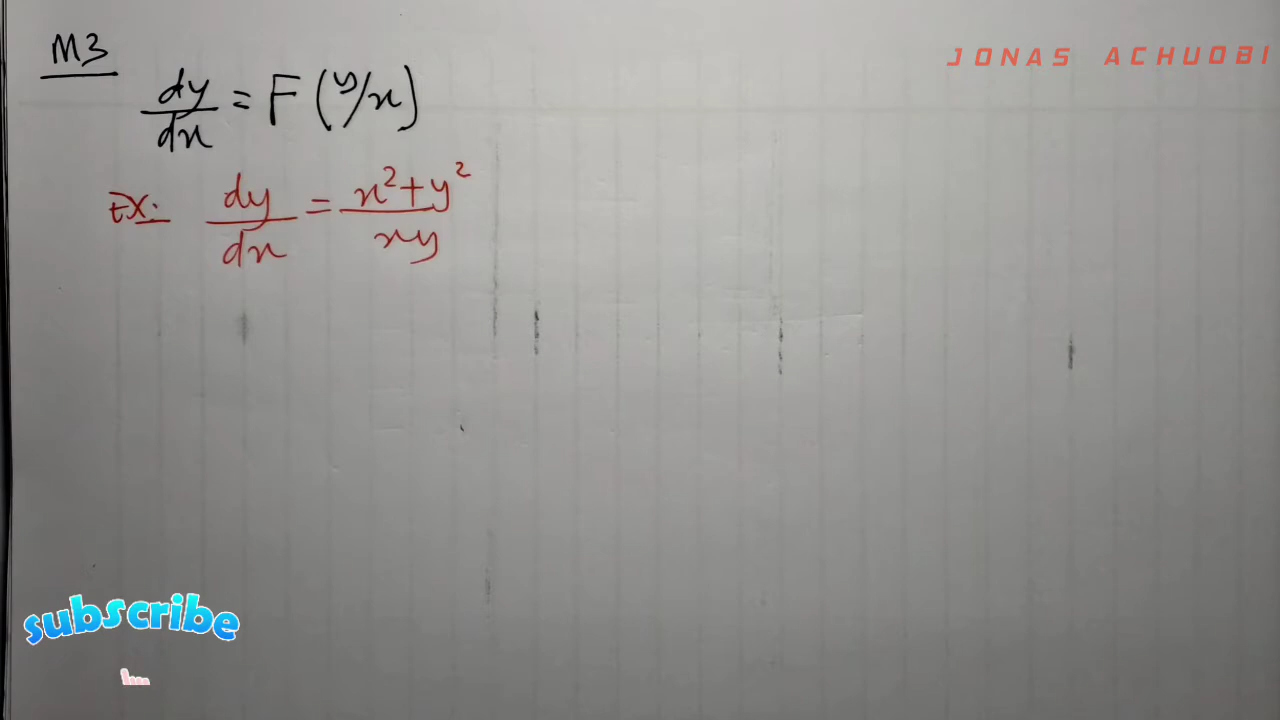 M3
JONAS ACHUOBI
dy/dx = F(y/x)
EX: dy/dx = x²+y²/xy
subscribe